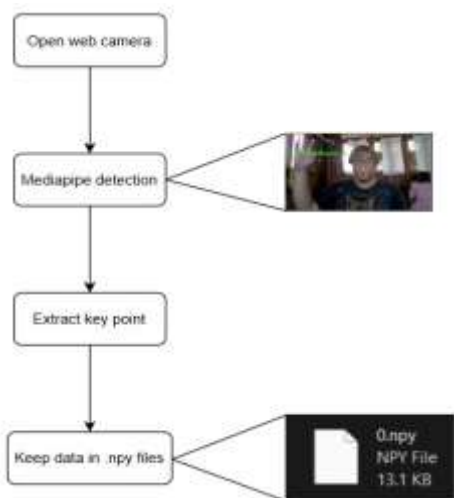 Open web camera
Mediapipe detection
Extract key point
Keep data in .npy files
0.npy
NPY File
13.1 KB